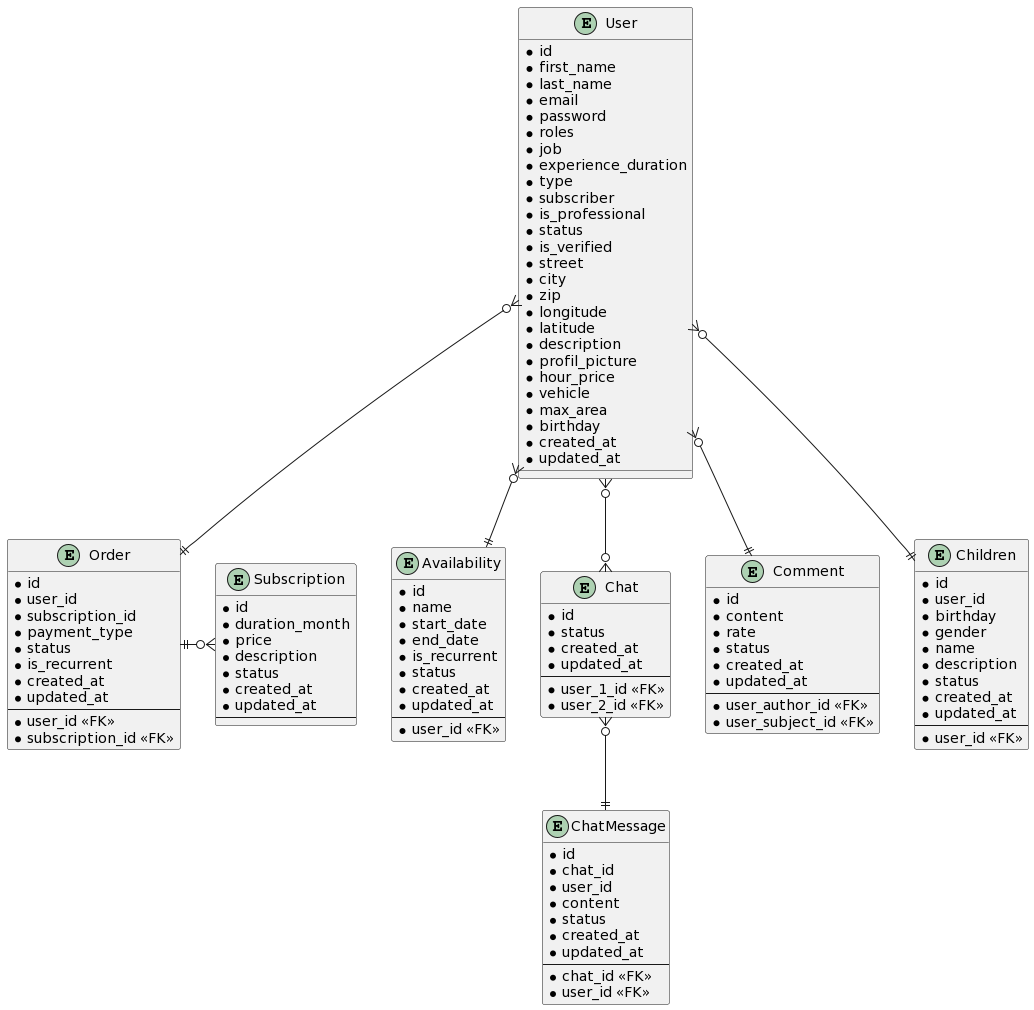 E User
id
first_name
last_name
email
password
roles
job
experience_duration
type
subscriber
is_professional
status
is_verified
street
city
zip
longitude
latitude
description
profil_picture
hour_price
vehicle
max_area
birthday
created_at
updated_at
E Order
id
user_id
subscription_id
payment_type
status
is_recurrent
created_at
updated_at
user_id «FK»
subscription_id «FK»
E Subscription
id
duration_month
price
description
status
created_at
updated_at
E Availability
id
name
start_date
end_date
is_recurrent
status
created_at
updated_at
user_id «FK»
E Chat
id
status
created_at
updated_at
user_1_id «FK»
user_2_id «FK»
E Comment
id
content
rate
status
created_at
updated_at
user_author_id «FK»
user_subject_id «FK»
E Children
id
user_id
birthday
gender
name
description
status
created_at
updated_at
user_id «FK»
E ChatMessage
id
chat_id
user_id
content
status
created_at
updated_at
chat_id «FK»
user_id «FK»